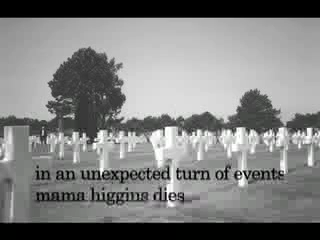 in an unexpected turn of events
mama higgins dies